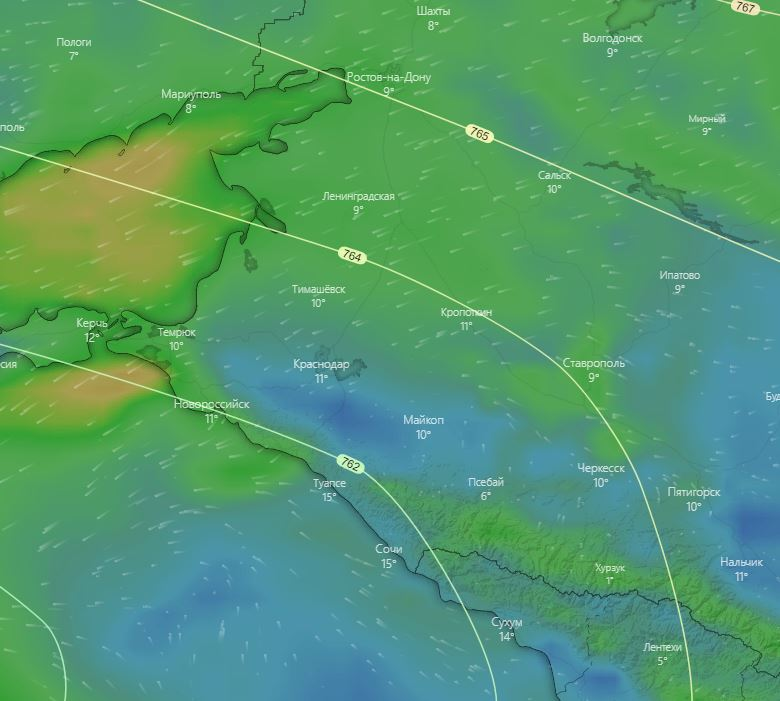 767
Шахты
8°
Волгодонск
9°
Пологи
7°
Ростов-на-Дону
9°
Мариуполь
8°
Мирный
9°
поль
765
Сальск
10°
Ленинградская
9°
764
Ипатово
9°
Тимашёвск
10°
Кропоткин
11°
Керчь
12°
Темрюк
10°
сия
Краснодар
11°
Ставрополь
9°
Буд
Новороссийск
11°
Майкоп
10°
762
Туапсе
15°
Псебай
6°
Черкесск
10°
Пятигорск
10°
Сочи
15°
Хурзук
1°
Нальчик
11°
Сухум
14°
Лентехи
5°